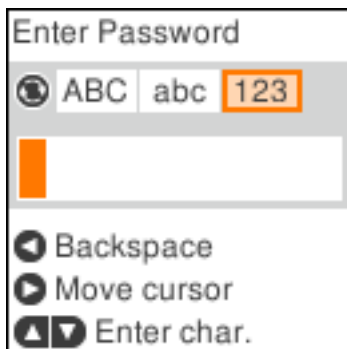 Enter Password
ABC abc 123
Backspace
Move cursor
Enter char.